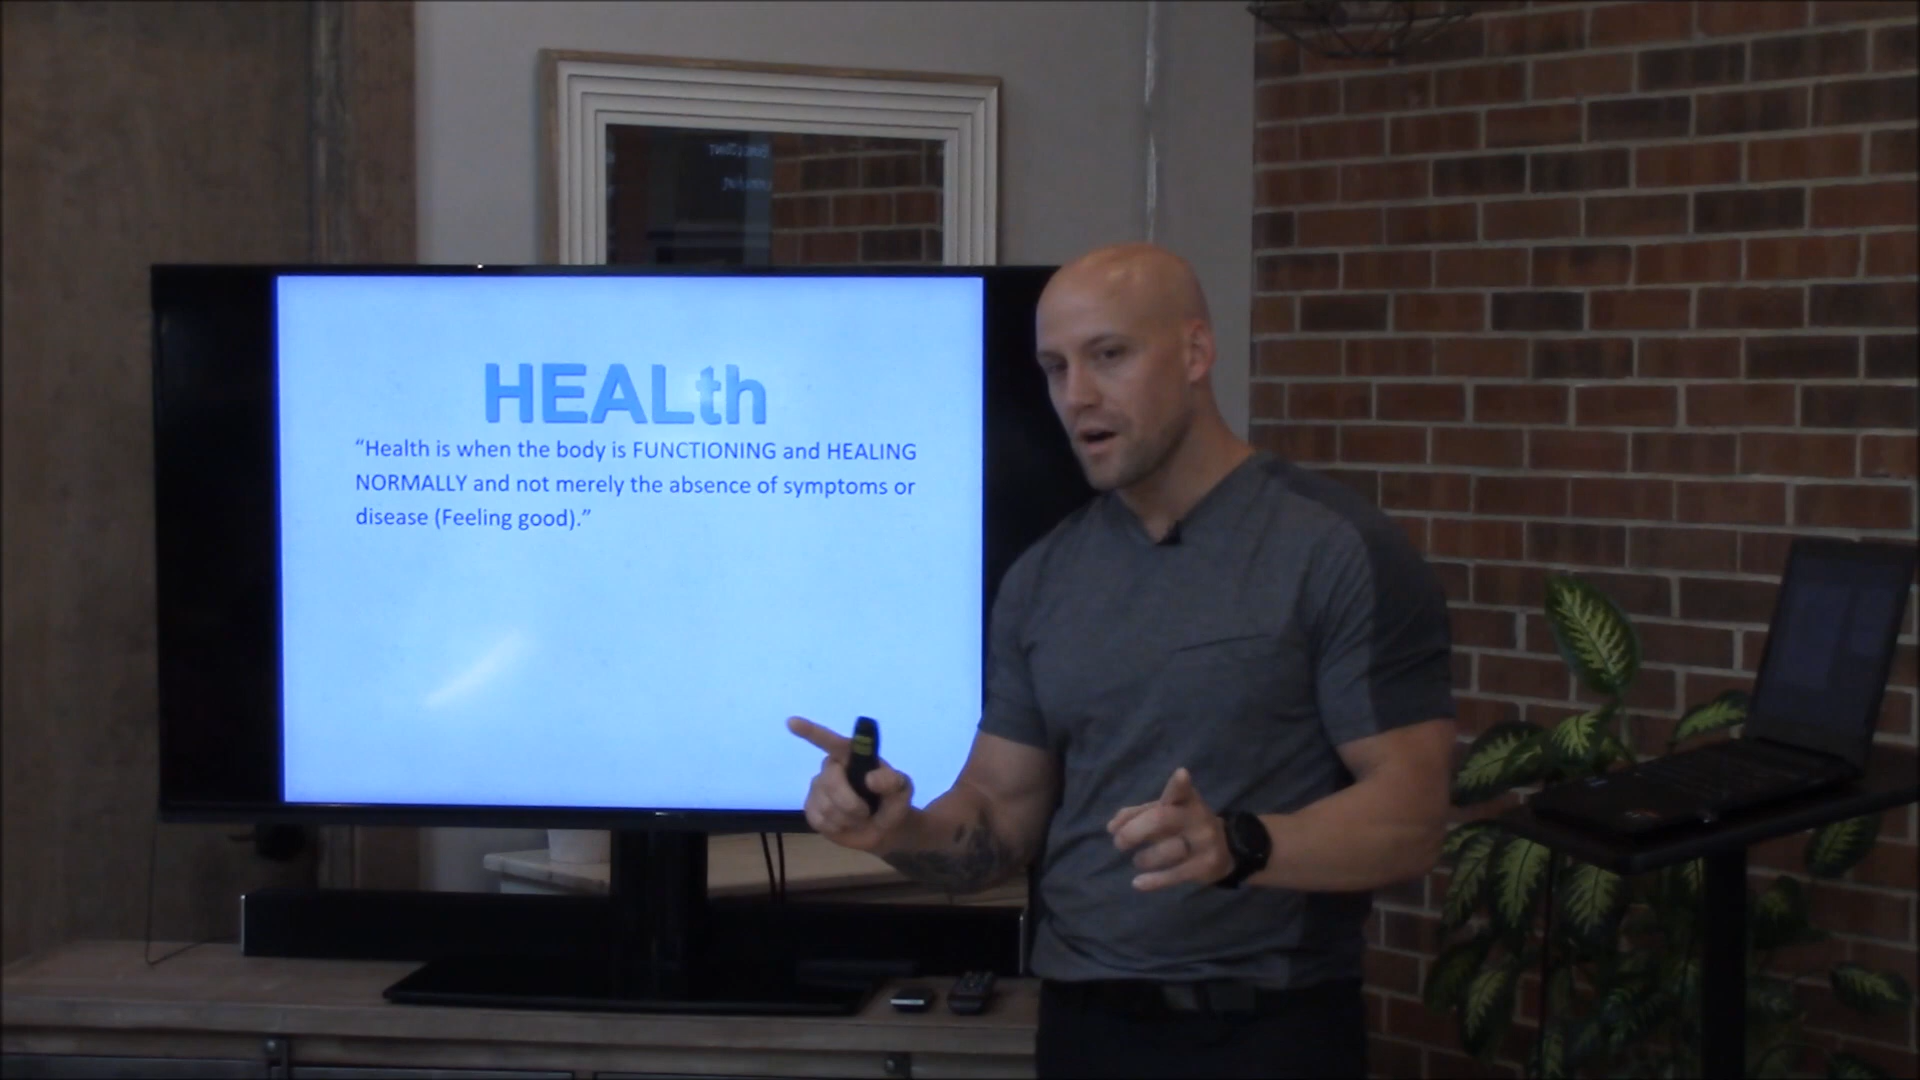 HEALth
“Health is when the body is FUNCTIONING and HEALING
NORMALLY and not merely the absence of symptoms or
disease (Feeling good).”